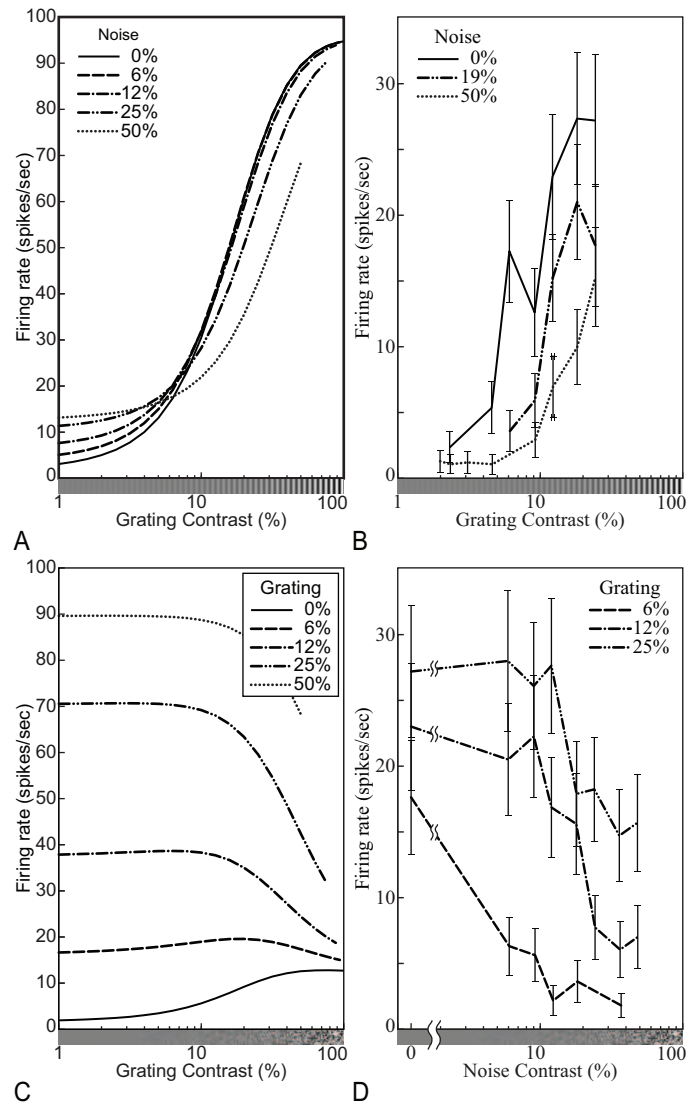 100
90
80
70
60
50
40
30
20
10
0
Firing rate (spikes/sec)
Noise
0%
6%
12%
25%
50%
1 10 100
Grating Contrast (%)
A
30
20
10
0
Firing rate (spikes/sec)
Noise
0%
19%
50%
1 10 100
Grating Contrast (%)
B
100
90
80
70
60
50
40
30
20
10
0
Firing rate (spikes/sec)
Grating
0%
6%
12%
25%
50%
1 10 100
Grating Contrast (%)
C
30
20
10
0
Firing rate (spikes/sec)
Grating
6%
12%
25%
0 10 100
Noise Contrast (%)
D